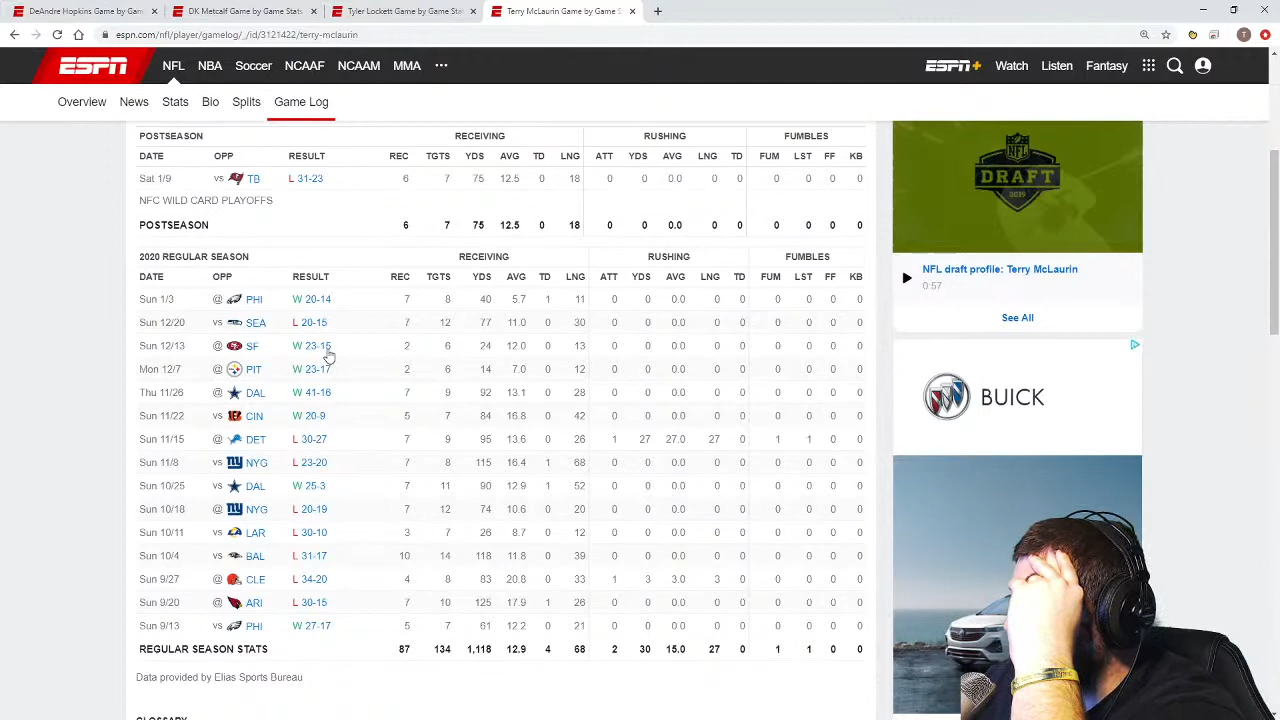 DeAndre Hopkins Game by Game St
DK Metcalf Game by Game Stats
Tyler Lockett Game by Game Stat
Terry McLaurin Game by Game S
espn.com/nfl/player/gamelog/_/id/3121422/terry-mclaurin
T
ESPN NFL NBA Soccer NCAAF NCAAM MMA ESPN+ Watch Listen Fantasy
Overview News Stats Bio Splits Game Log
POSTSEASON RECEIVING RUSHING FUMBLES
DATE OPP RESULT REC TGTS YDS AVG TD LNG ATT YDS AVG LNG TD FUM LST FF KB
Sat 1/9 vs TB L 31-23 6 7 75 12.5 0 18 0 0 0.0 0 0 0 0 0 0
NFC WILD CARD PLAYOFFS
POSTSEASON 6 7 75 12.5 0 18 0 0 0.0 0 0 0 0 0 0
2020 REGULAR SEASON RECEIVING RUSHING FUMBLES
DATE OPP RESULT REC TGTS YDS AVG TD LNG ATT YDS AVG LNG TD FUM LST FF KB
Sun 1/3 @ PHI W 20-14 7 8 40 5.7 1 11 0 0 0.0 0 0 0 0 0 0
Sun 12/20 vs SEA L 20-15 7 12 77 11.0 0 30 0 0 0.0 0 0 0 0 0 0
Sun 12/13 @ SF W 23-15 2 6 24 12.0 0 13 0 0 0.0 0 0 0 0 0 0
Mon 12/7 @ PIT W 23-17 2 6 14 7.0 0 12 0 0 0.0 0 0 0 0 0 0
Thu 11/26 @ DAL W 41-16 7 9 92 13.1 0 28 0 0 0.0 0 0 0 0 0 0
Sun 11/22 vs CIN W 20-9 5 7 84 16.8 0 42 0 0 0.0 0 0 0 0 0 0
Sun 11/15 @ DET L 30-27 7 9 95 13.6 0 26 1 27 27.0 27 0 1 1 0 0
Sun 11/8 vs NYG L 23-20 7 8 115 16.4 1 68 0 0 0.0 0 0 0 0 0 0
Sun 10/25 vs DAL W 25-3 7 11 90 12.9 1 52 0 0 0.0 0 0 0 0 0 0
Sun 10/18 @ NYG L 20-19 7 12 74 10.6 0 20 0 0 0.0 0 0 0 0 0 0
Sun 10/11 vs LAR L 30-10 3 7 26 8.7 0 12 0 0 0.0 0 0 0 0 0 0
Sun 10/4 vs BAL L 31-17 10 14 118 11.8 0 39 0 0 0.0 0 0 0 0 0 0
Sun 9/27 @ CLE L 34-20 4 8 83 20.8 0 33 1 3 3.0 3 0 0 0 0 0
Sun 9/20 @ ARI L 30-15 7 10 125 17.9 1 26 0 0 0.0 0 0 0 0 0 0
Sun 9/13 vs PHI W 27-17 5 7 61 12.2 0 21 0 0 0.0 0 0 0 0 0 0
REGULAR SEASON STATS 87 134 1,118 12.9 4 68 2 30 15.0 27 0 1 1 0 0
Data provided by Elias Sports Bureau
GLOSSARY
NFL
DRAFT
2019
NFL draft profile: Terry McLaurin
0:57
See All
BUICK